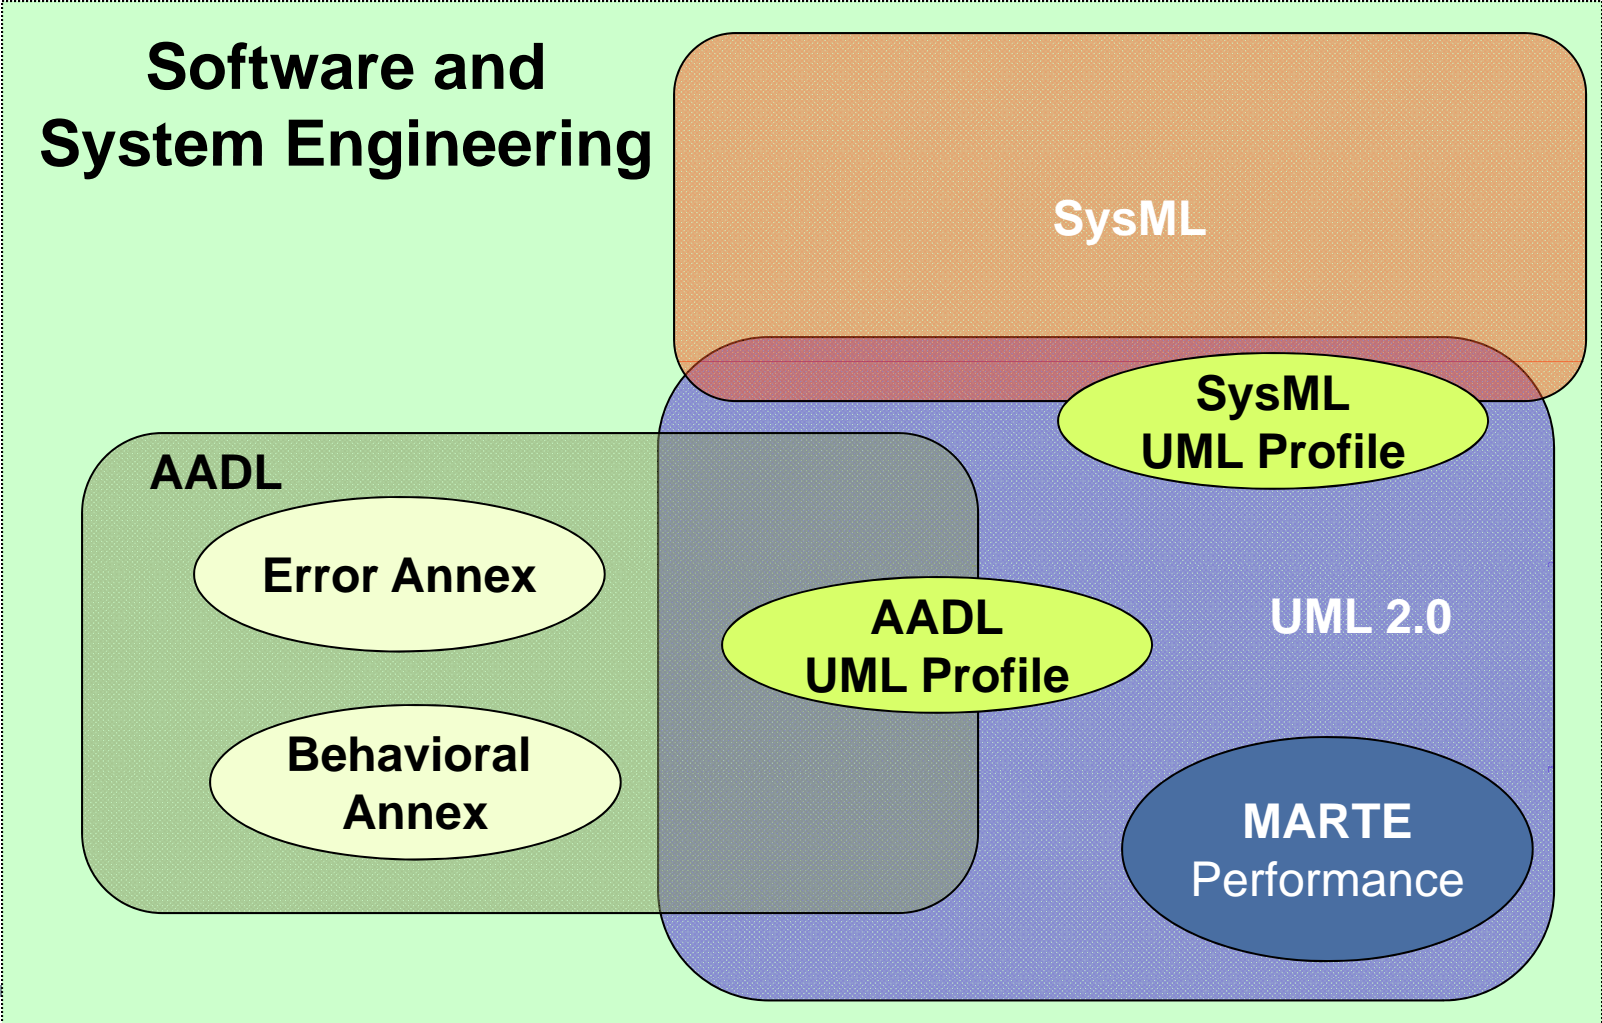 Software and
System Engineering
SysML
SysML
UML Profile
AADL
Error Annex
AADL
UML Profile
UML 2.0
Behavioral
Annex
MARTE
Performance